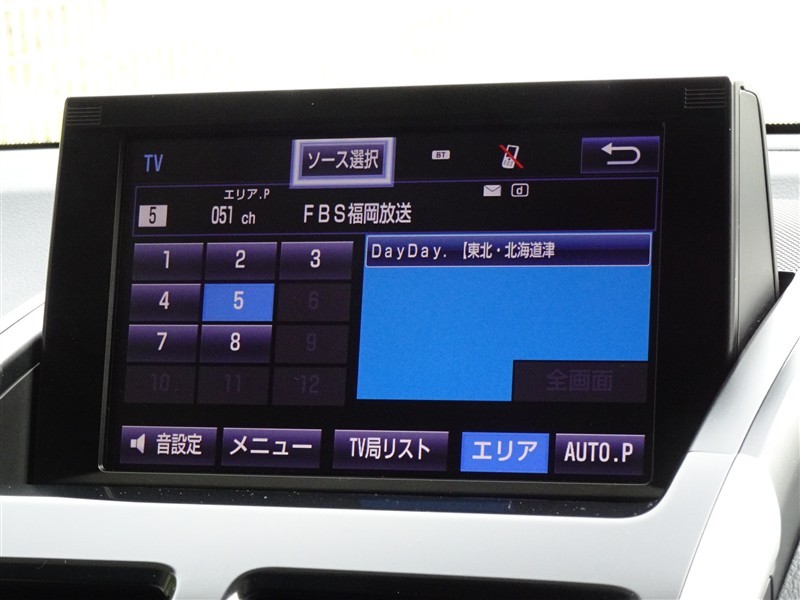 TV ソース選択 BT
エリア.P
5 051 ch FBS福岡放送 d
DayDay. 【東北・北海道津
1 2 3
4 5 6
7 8 9
10 11 12
全画面
音設定 メニュー TV局リスト エリア AUTO.P